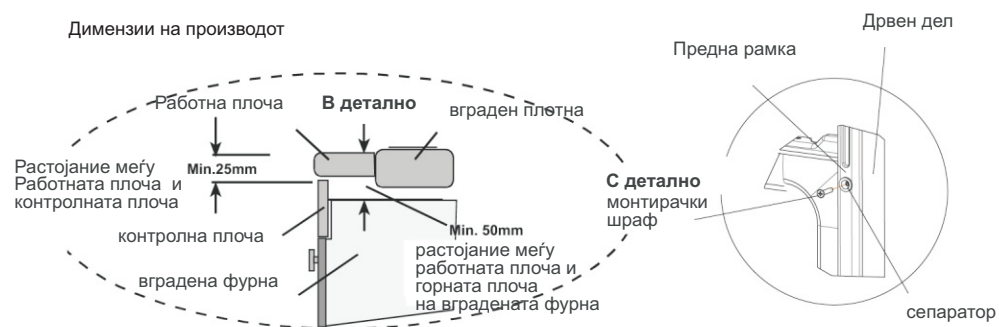 Димензии на производот
Работна плоча
В детално
вграден плотна
Растојание меѓу
Работната плоча и
контролната плоча
Min.25mm
контролна плоча
Min. 50mm
вградена фурна
растојание меѓу
работната плоча и
горната плоча
на вградената фурна
Дрвен дел
Предна рамка
С детално
монтирачки
шраф
сепаратор